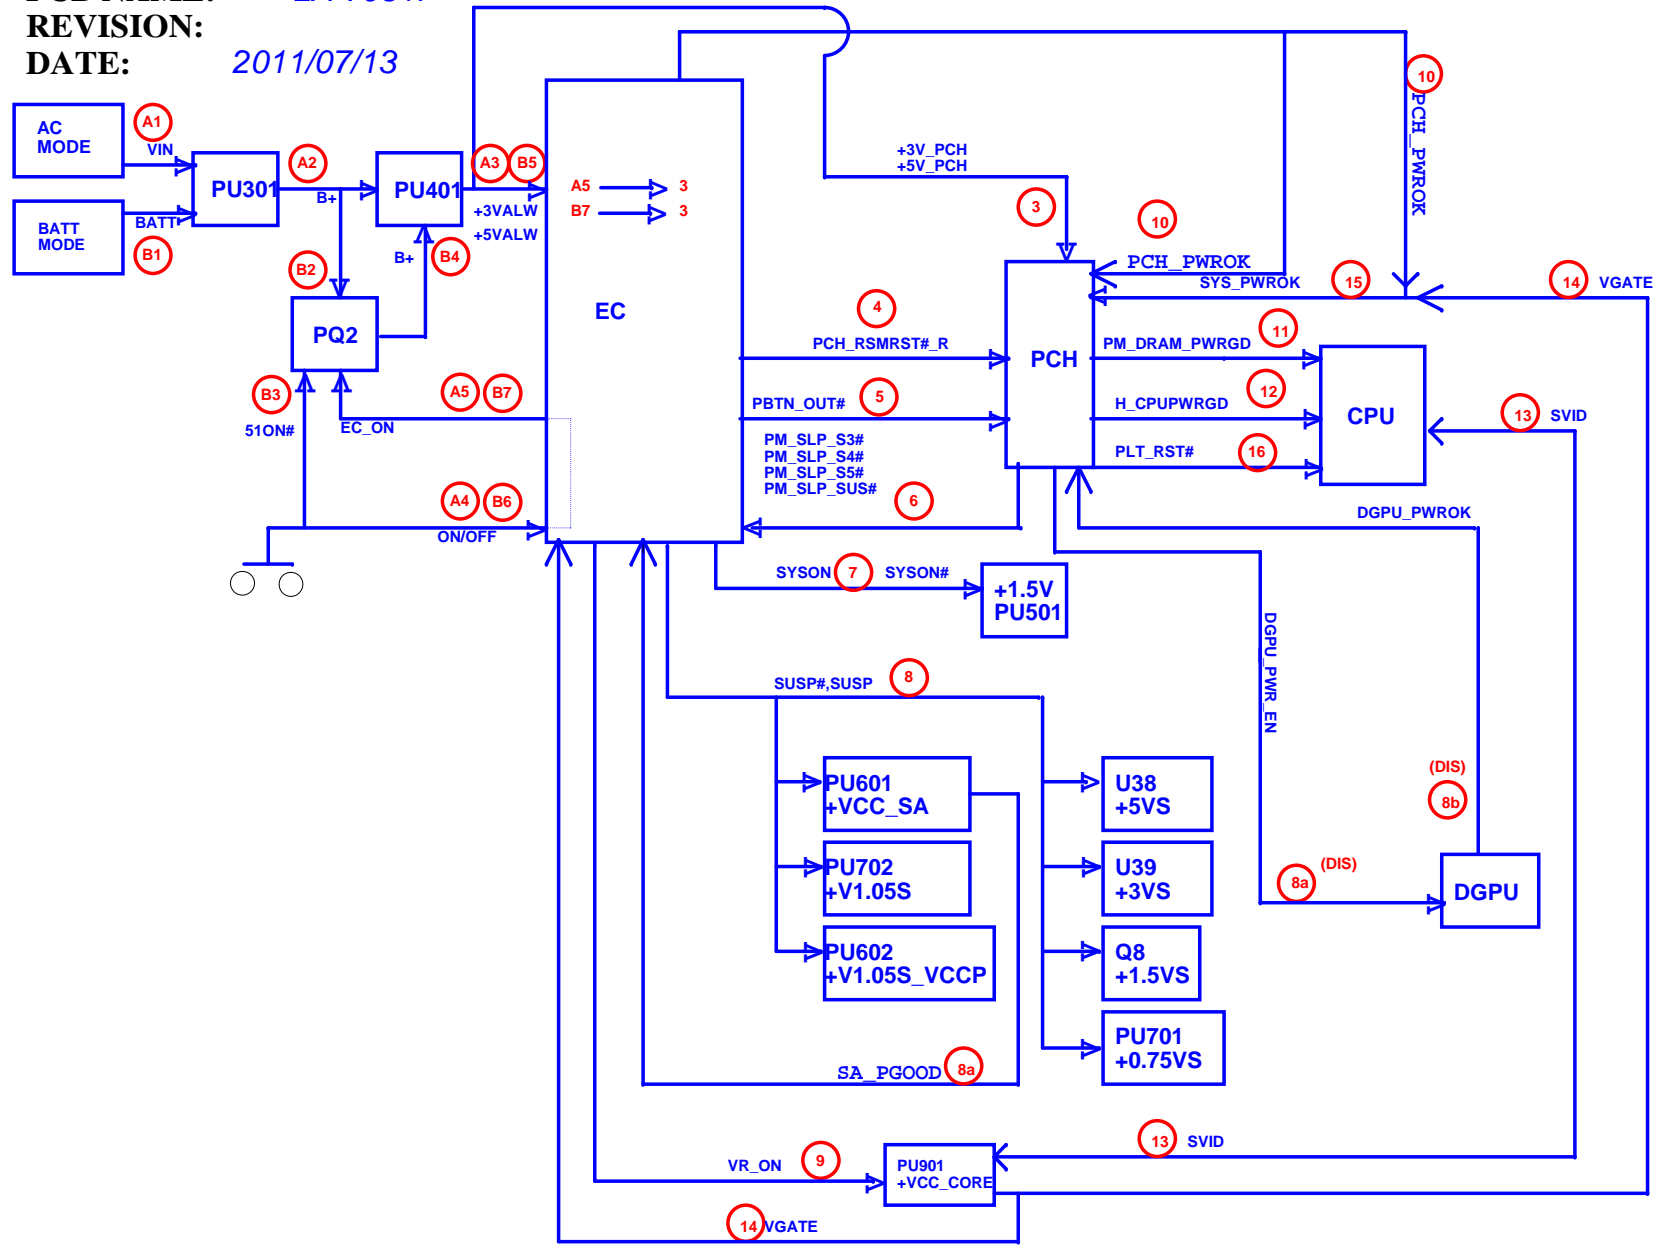 REVISION:
DATE: 2011/07/13
AC
MODE
A1
VIN
BATT
MODE
BATT
B1
PU301
A2
B+
PU401
A3
B5
+3VALW
+5VALW
B2
B+
B4
PQ2
B3
51ON#
A5
B7
EC_ON
A4
B6
ON/OFF
A5
3
B7
3
EC
+3V_PCH
+5V_PCH
3
10
PCH_PWROK
10
PCH_PWROK
SYS_PWROK
15
14
VGATE
4
PCH_RSMRST#_R
PCH
PM_DRAM_PWRGD
11
PBTN_OUT#
5
H_CPUPWRGD
12
CPU
13
SVID
PM_SLP_S3#
PM_SLP_S4#
PM_SLP_S5#
PM_SLP_SUS#
6
PLT_RST#
16
DGPU_PWROK
SYSON
7
SYSON#
+1.5V
PU501
DGPU_PWR_EN
SUSP#,SUSP
8
PU601
+VCC_SA
PU702
+V1.05S
PU602
+V1.05S_VCCP
U38
+5VS
U39
+3VS
Q8
+1.5VS
PU701
+0.75VS
(DIS)
8b
(DIS)
8a
DGPU
SA_PGOOD
8a
13
SVID
VR_ON
9
PU901
+VCC_CORE
14
VGATE